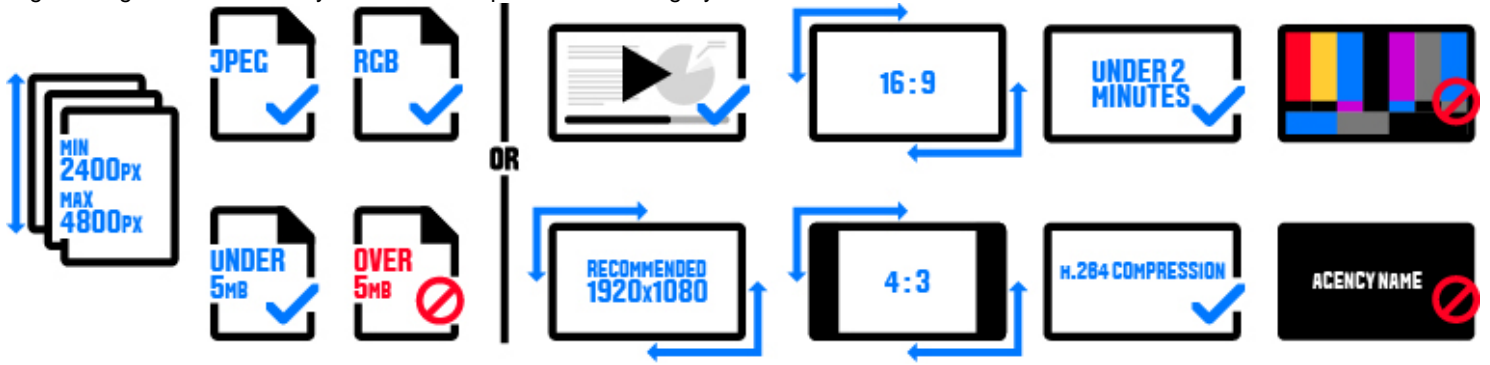 JPEG
RGB
MIN
2400PX
MAX
4800PX
UNDER
5MB
OVER
5MB
OR
16:9
UNDER 2
MINUTES
RECOMMENDED
1920x1080
4:3
H.264 COMPRESSION
AGENCY NAME